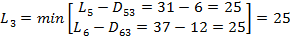 L₃ = min [ L₅ − D₅₃ = 31 − 6 = 25
L₆ − D₆₃ = 37 − 12 = 25 ] = 25